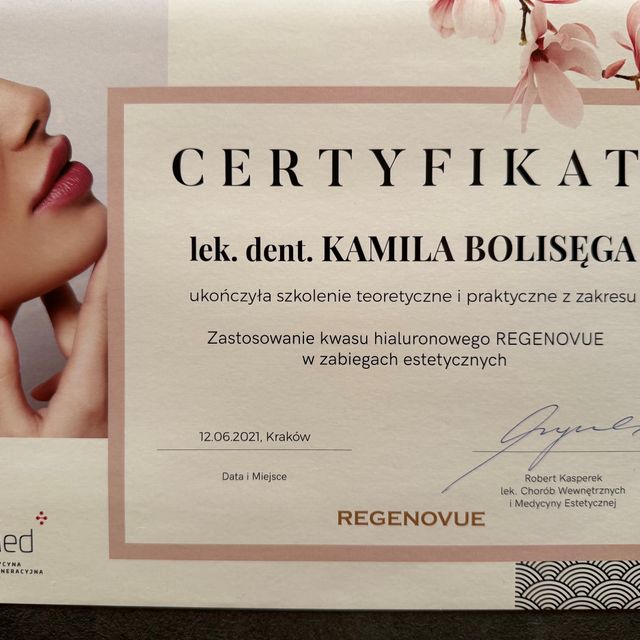 CERTYFIKAT
lek. dent. KAMILA BOLISĘGA
ukończyła szkolenie teoretyczne i praktyczne z zakresu
Zastosowanie kwasu hialuronowego REGENOVUE
w zabiegach estetycznych
12.06.2021, Kraków
Data i Miejsce
Robert Kasperek
lek. Chorób Wewnętrznych
i Medycyny Estetycznej
REGENOVUE